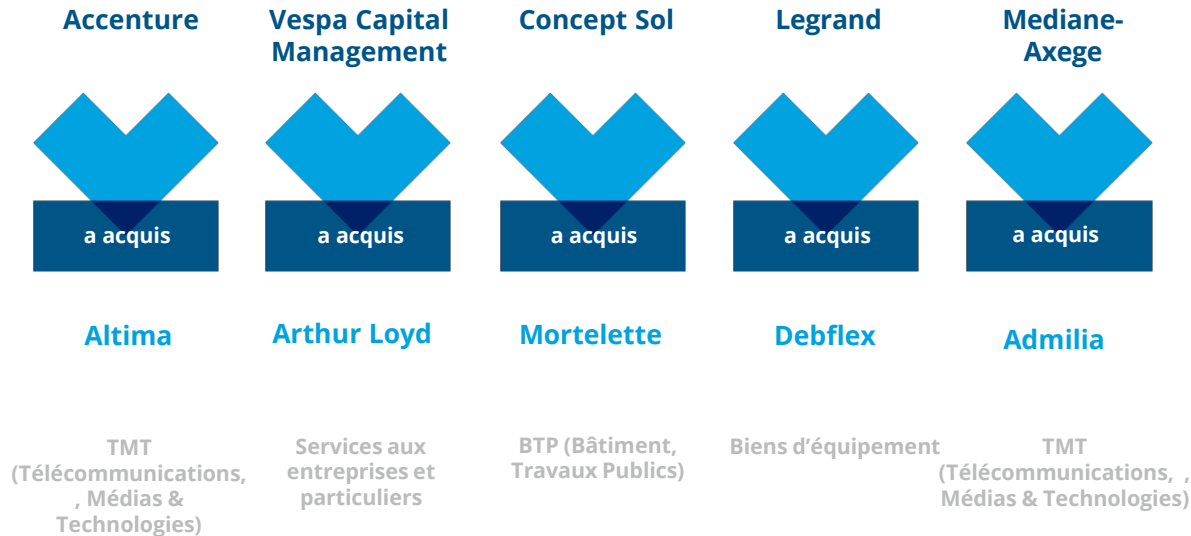 Accenture
Vespa Capital
Management
Concept Sol
Legrand
Mediane-
Axege
a acquis
a acquis
a acquis
a acquis
a acquis
Altima
Arthur Loyd
Mortelette
Debflex
Admilia
TMT
(Télécommunications,
, Médias &
Technologies)
Services aux
entreprises et
particuliers
BTP (Bâtiment,
Travaux Publics)
Biens d’équipement
TMT
(Télécommunications, ,
Médias & Technologies)